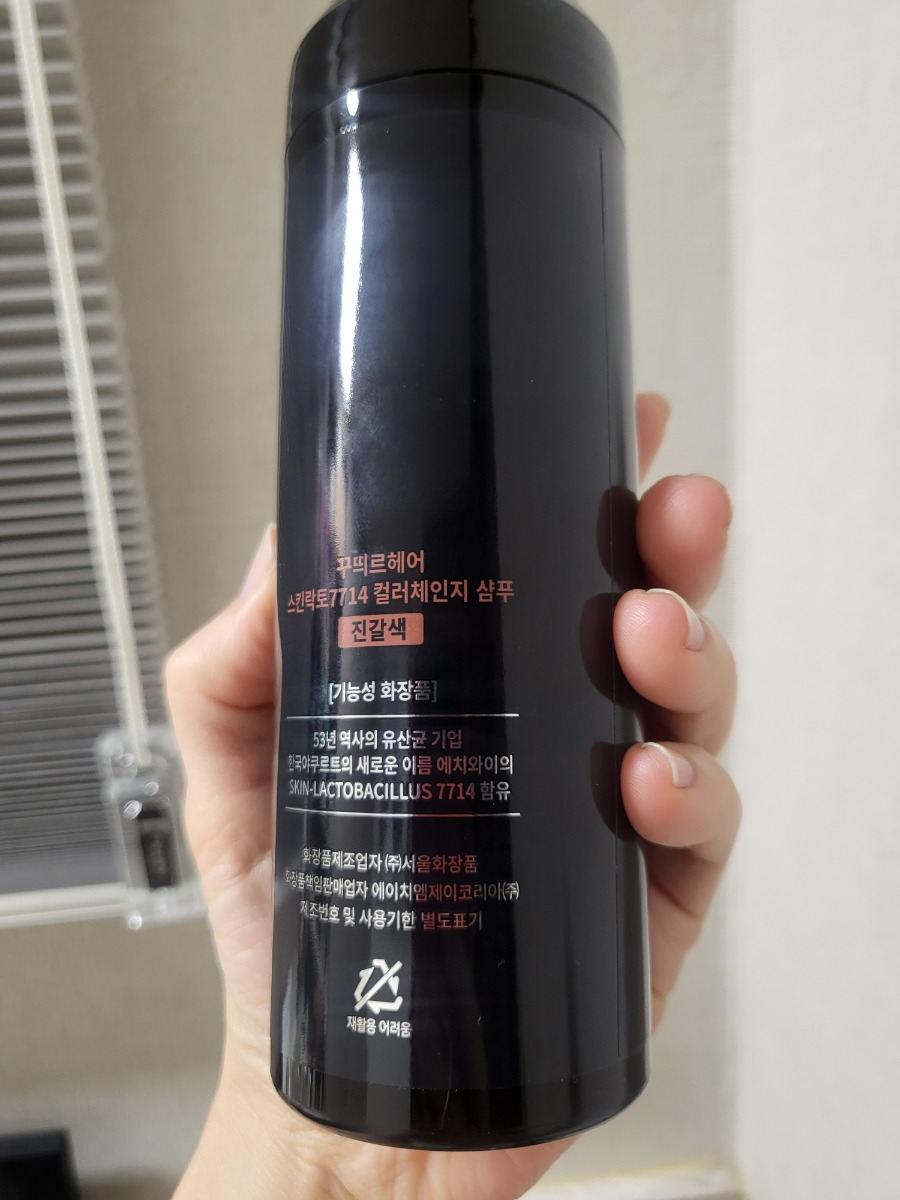 꾸띄르헤어
스킨락토7714 컬러체인지 샴푸
진갈색
[기능성 화장품]
53년 역사의 유산균 기업
한국야쿠르트의 새로운 이름 에치와이의
SKIN-LACTOBACILLUS 7714 함유
화장품제조업자 ㈜서울화장품
화장품책임판매업자 에이치엠제이코리아㈜
제조번호 및 사용기한 별도표기
재활용 어려움